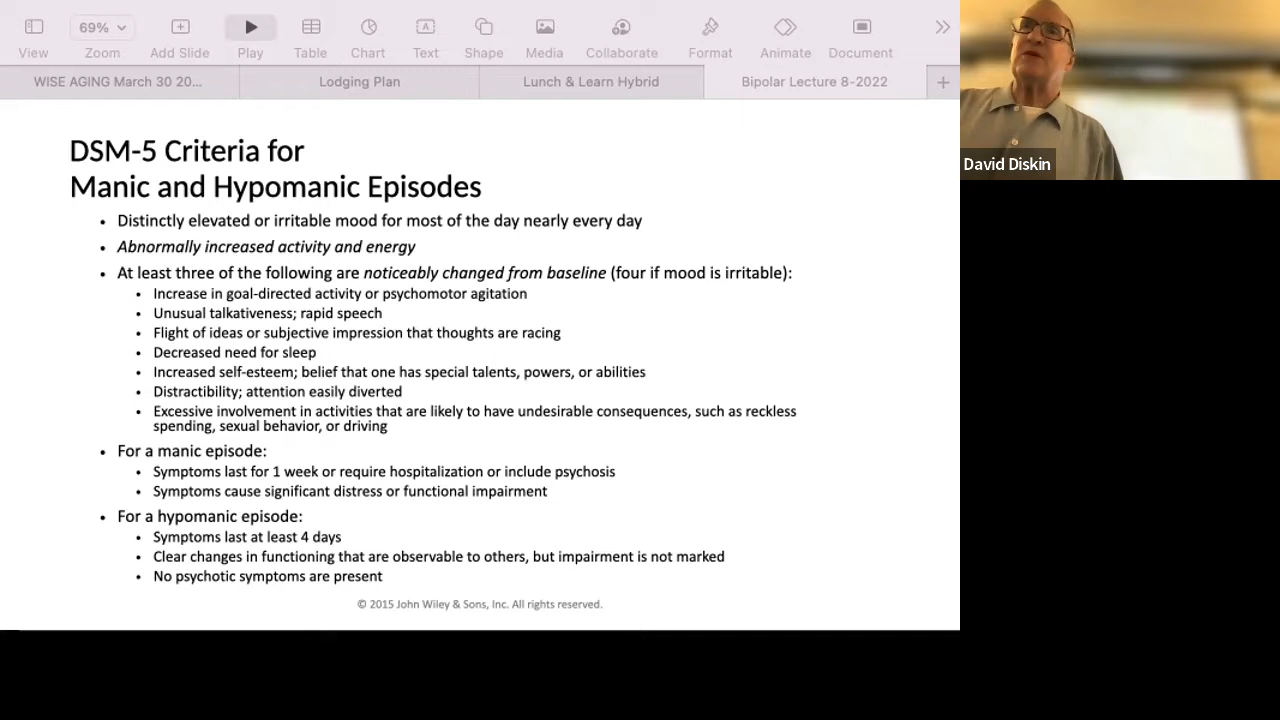 69%
View
Zoom
Add Slide
Play
Table
Chart
Text
Shape
Media
Collaborate
Format
Animate
Document
WISE AGING March 30 20...
Lodging Plan
Lunch & Learn Hybrid
Bipolar Lecture 8-2022
David Diskin
DSM-5 Criteria for
Manic and Hypomanic Episodes
• Distinctly elevated or irritable mood for most of the day nearly every day
• Abnormally increased activity and energy
• At least three of the following are noticeably changed from baseline (four if mood is irritable):
• Increase in goal-directed activity or psychomotor agitation
• Unusual talkativeness; rapid speech
• Flight of ideas or subjective impression that thoughts are racing
• Decreased need for sleep
• Increased self-esteem; belief that one has special talents, powers, or abilities
• Distractibility; attention easily diverted
• Excessive involvement in activities that are likely to have undesirable consequences, such as reckless
spending, sexual behavior, or driving
• For a manic episode:
• Symptoms last for 1 week or require hospitalization or include psychosis
• Symptoms cause significant distress or functional impairment
• For a hypomanic episode:
• Symptoms last at least 4 days
• Clear changes in functioning that are observable to others, but impairment is not marked
• No psychotic symptoms are present
© 2015 John Wiley & Sons, Inc. All rights reserved.